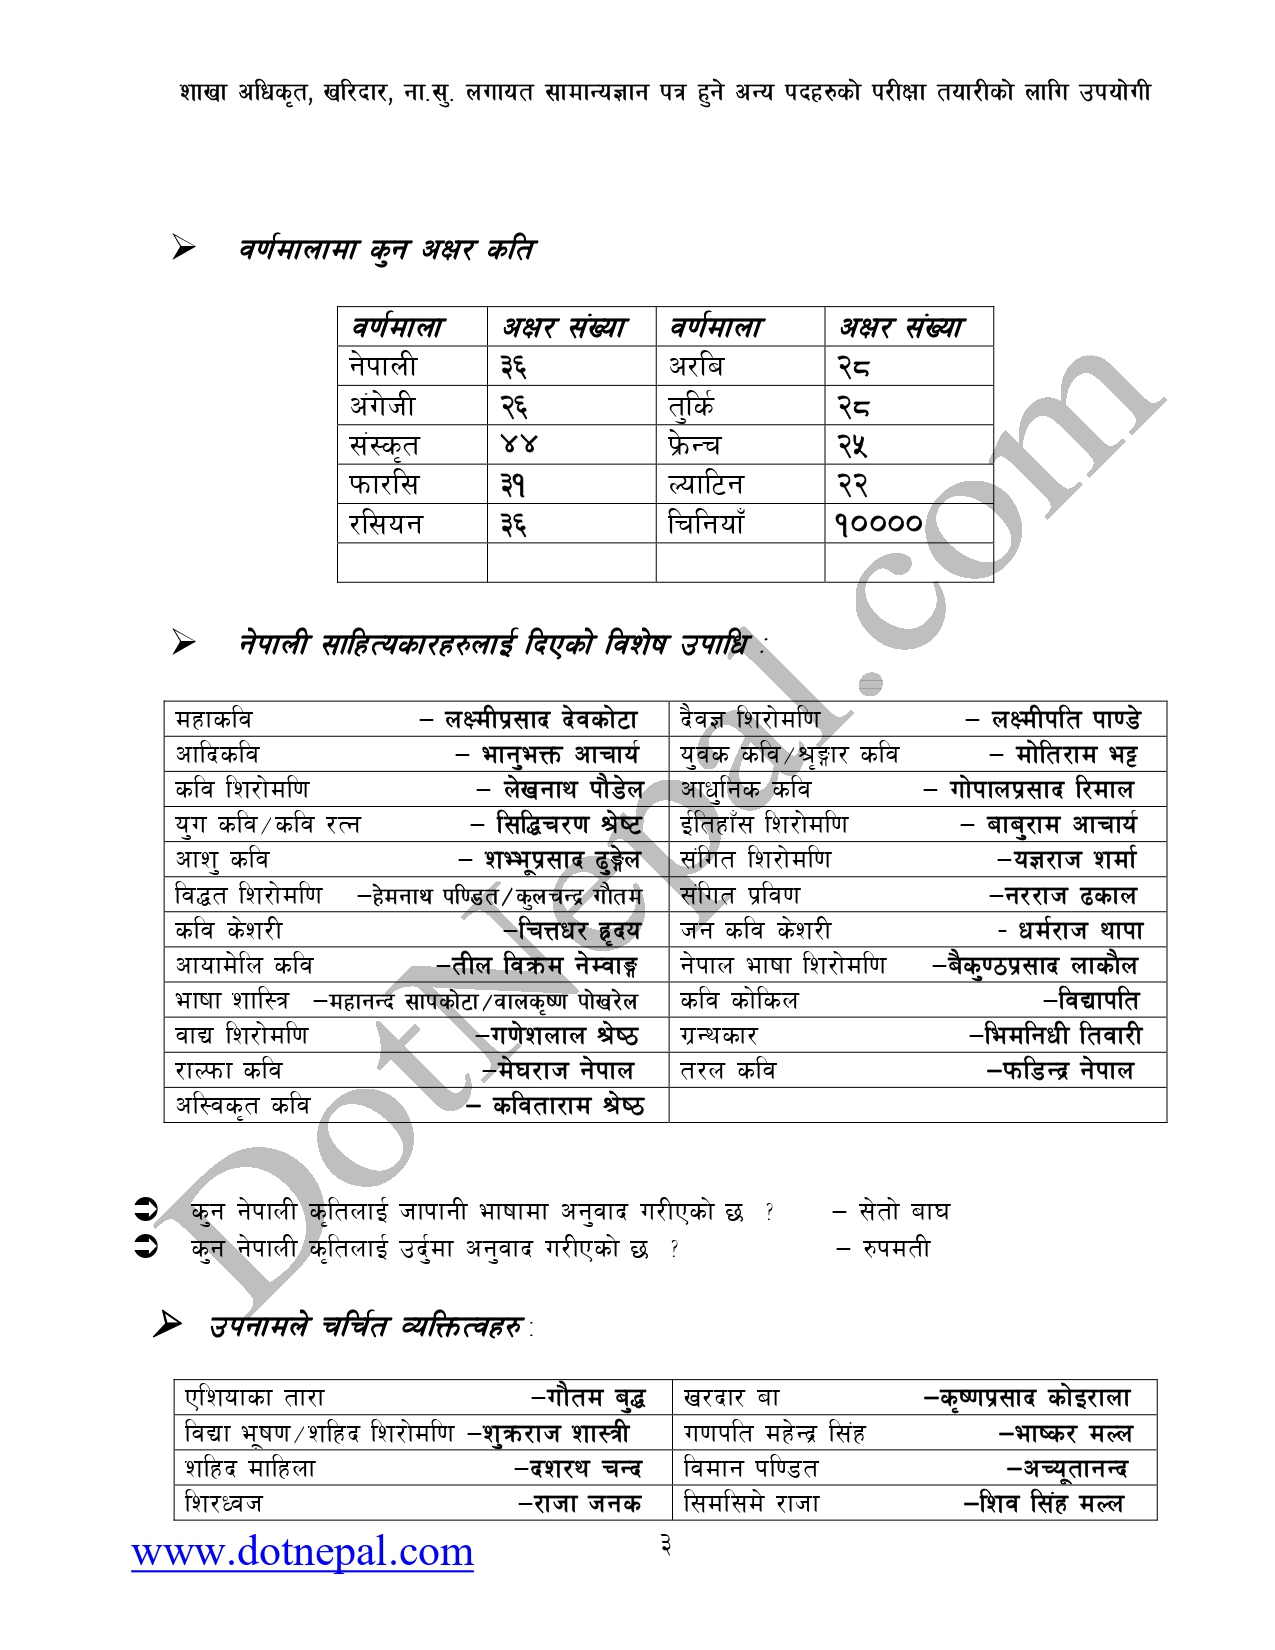 शाखा अधिकृत, खरिदार, ना.सु. लगायत सामान्यज्ञान पत्र हुने अन्य पदहरुको परीक्षा तयारीको लागि उपयोगी
वर्णमालामा कुन अक्षर कति
वर्णमाला अक्षर संख्या वर्णमाला अक्षर संख्या
नेपाली ३६ अरबि २८
अंगेजी २६ तुर्कि २८
संस्कृत ४४ फ्रेन्च २५
फारसि ३१ ल्याटिन २२
रसियन ३६ चिनियाँ १००००
नेपाली साहित्यकारहरुलाई दिएको विशेष उपाधि :
महाकवि – लक्ष्मीप्रसाद देवकोटा दैवज्ञ शिरोमणि – लक्ष्मीपति पाण्डे
आदिकवि – भानुभक्त आचार्य युवक कवि/श्रृङ्गार कवि – मोतिराम भट्ट
कवि शिरोमणि – लेखनाथ पौडेल आधुनिक कवि – गोपालप्रसाद रिमाल
युग कवि/कवि रत्न – सिद्धिचरण श्रेष्ट ईतिहाँस शिरोमणि – बाबुराम आचार्य
आशु कवि – शम्भूप्रसाद ढुङ्गेल संगित शिरोमणि –यज्ञराज शर्मा
विद्धत शिरोमणि –हेमनाथ पण्डित/कुलचन्द्र गौतम संगित प्रविण –नरराज ढकाल
कवि केशरी –चित्तधर हृदय जन कवि केशरी - धर्मराज थापा
आयामेलि कवि –तील विक्रम नेम्वाङ्ग नेपाल भाषा शिरोमणि –बैकुण्ठप्रसाद लाकौल
भाषा शास्त्रि –महानन्द सापकोटा/वालकृष्ण पोखरेल कवि कोकिल –विद्यापति
वाद्य शिरोमणि –गणेशलाल श्रेष्ठ ग्रन्थकार –भिमनिधी तिवारी
राल्फा कवि –मेघराज नेपाल तरल कवि –फडिन्द्र नेपाल
अस्विकृत कवि – कविताराम श्रेष्ठ
कुन नेपाली कृतिलाई जापानी भाषामा अनुवाद गरीएको छ ? – सेतो बाघ
कुन नेपाली कृतिलाई उर्दुमा अनुवाद गरीएको छ ? – रुपमती
उपनामले चर्चित व्यक्तित्वहरु :
एशियाका तारा –गौतम बुद्ध खरदार बा –कृष्णप्रसाद कोइराला
विद्या भूषण/शहिद शिरोमणि –शुक्रराज शास्त्री गणपति महेन्द्र सिंह –भाष्कर मल्ल
शहिद माहिला –दशरथ चन्द विमान पण्डित –अच्यूतानन्द
शिरध्वज –राजा जनक सिमसिमे राजा –शिव सिंह मल्ल
www.dotnepal.com ३
DotNepal.com